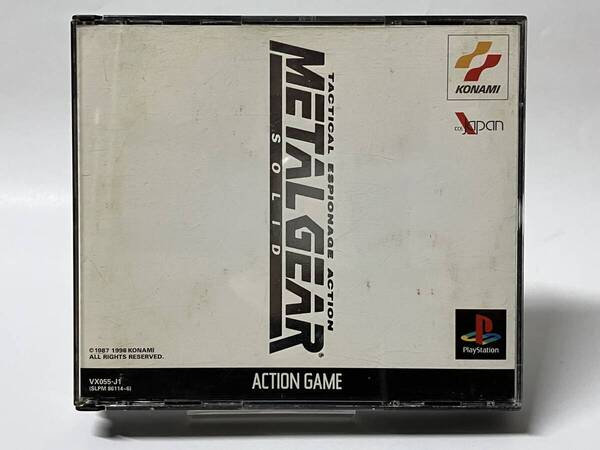 TACTICAL ESPIONAGE ACTION
METAL GEAR
SOLID
KONAMI
COEJapan
PlayStation
©1987 1998 KONAMI
ALL RIGHTS RESERVED.
VX055-J1
(SLPM 86114~6)
ACTION GAME